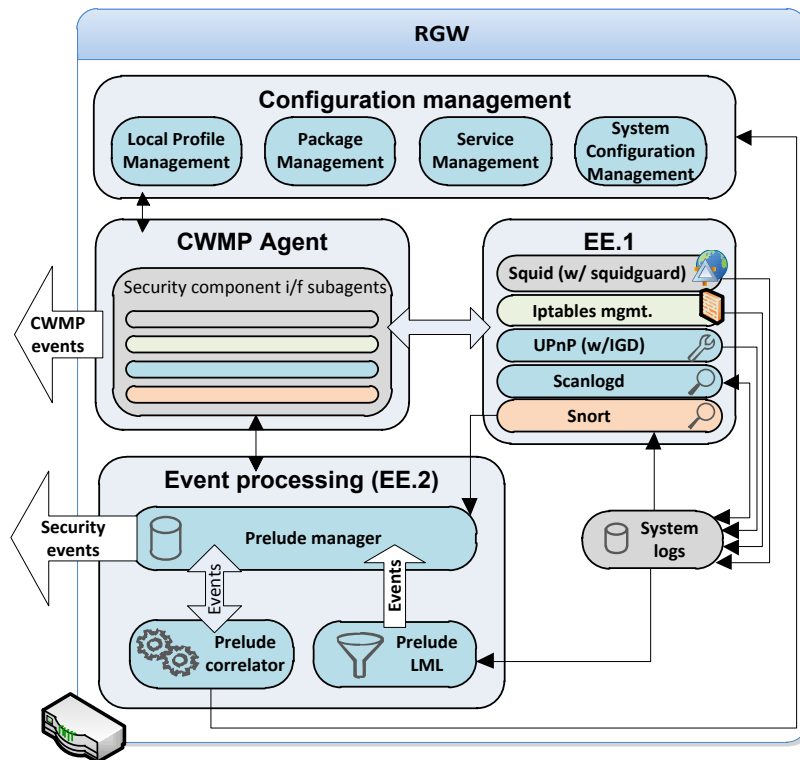 RGW
Configuration management
Local Profile
Management
Package
Management
Service
Management
System
Configuration
Management
CWMP Agent
Security component i/f subagents
CWMP
events
EE.1
Squid (w/ squidguard)
Iptables mgmt.
UPnP (w/IGD)
Scanlogd
Snort
Event processing (EE.2)
Security
events
Prelude manager
Events
Events
Prelude
correlator
Prelude
LML
System
logs